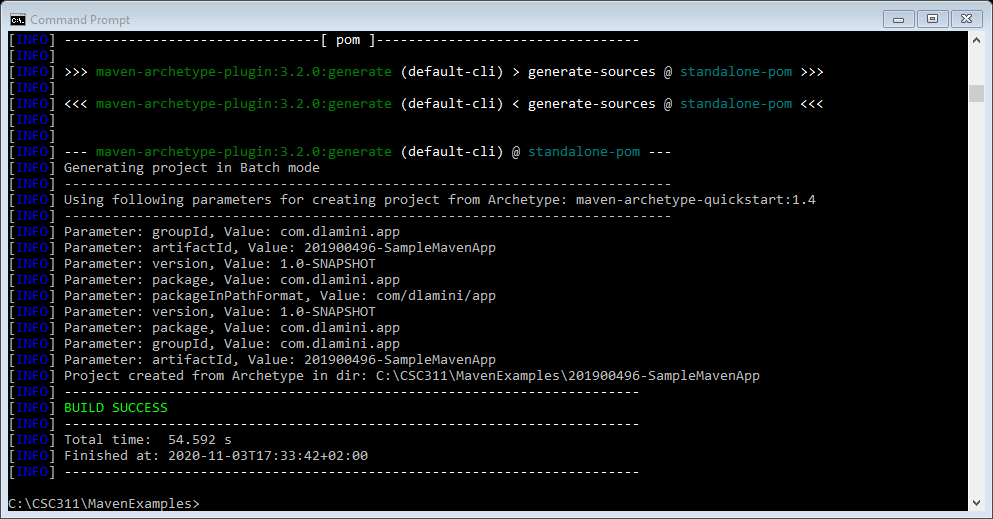 Command Prompt
[INFO] --------------------------------[ pom ]---------------------------------
[INFO]
[INFO] >>> maven-archetype-plugin:3.2.0:generate (default-cli) > generate-sources @ standalone-pom >>>
[INFO]
[INFO] <<< maven-archetype-plugin:3.2.0:generate (default-cli) < generate-sources @ standalone-pom <<<
[INFO]
[INFO]
[INFO] --- maven-archetype-plugin:3.2.0:generate (default-cli) @ standalone-pom ---
[INFO] Generating project in Batch mode
[INFO] ----------------------------------------------------------------------------
[INFO] Using following parameters for creating project from Archetype: maven-archetype-quickstart:1.4
[INFO] ----------------------------------------------------------------------------
[INFO] Parameter: groupId, Value: com.dlamini.app
[INFO] Parameter: artifactId, Value: 201900496-SampleMavenApp
[INFO] Parameter: version, Value: 1.0-SNAPSHOT
[INFO] Parameter: package, Value: com.dlamini.app
[INFO] Parameter: packageInPathFormat, Value: com/dlamini/app
[INFO] Parameter: version, Value: 1.0-SNAPSHOT
[INFO] Parameter: package, Value: com.dlamini.app
[INFO] Parameter: groupId, Value: com.dlamini.app
[INFO] Parameter: artifactId, Value: 201900496-SampleMavenApp
[INFO] Project created from Archetype in dir: C:\CSC311\MavenExamples\201900496-SampleMavenApp
[INFO] ------------------------------------------------------------------------
[INFO] BUILD SUCCESS
[INFO] ------------------------------------------------------------------------
[INFO] Total time:  54.592 s
[INFO] Finished at: 2020-11-03T17:33:42+02:00
[INFO] ------------------------------------------------------------------------
C:\CSC311\MavenExamples>